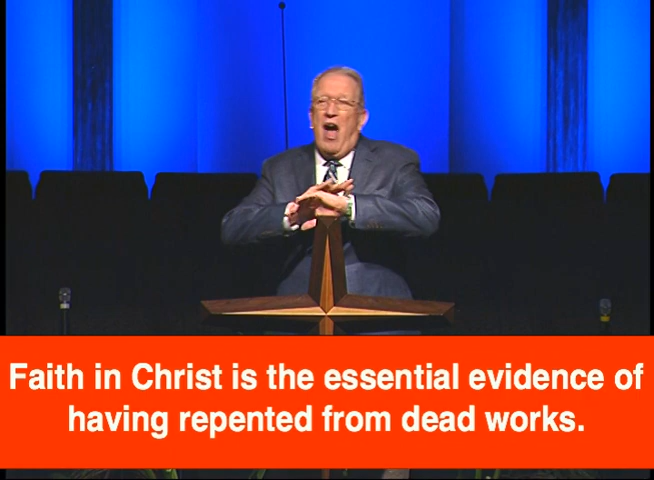 Faith in Christ is the essential evidence of
having repented from dead works.